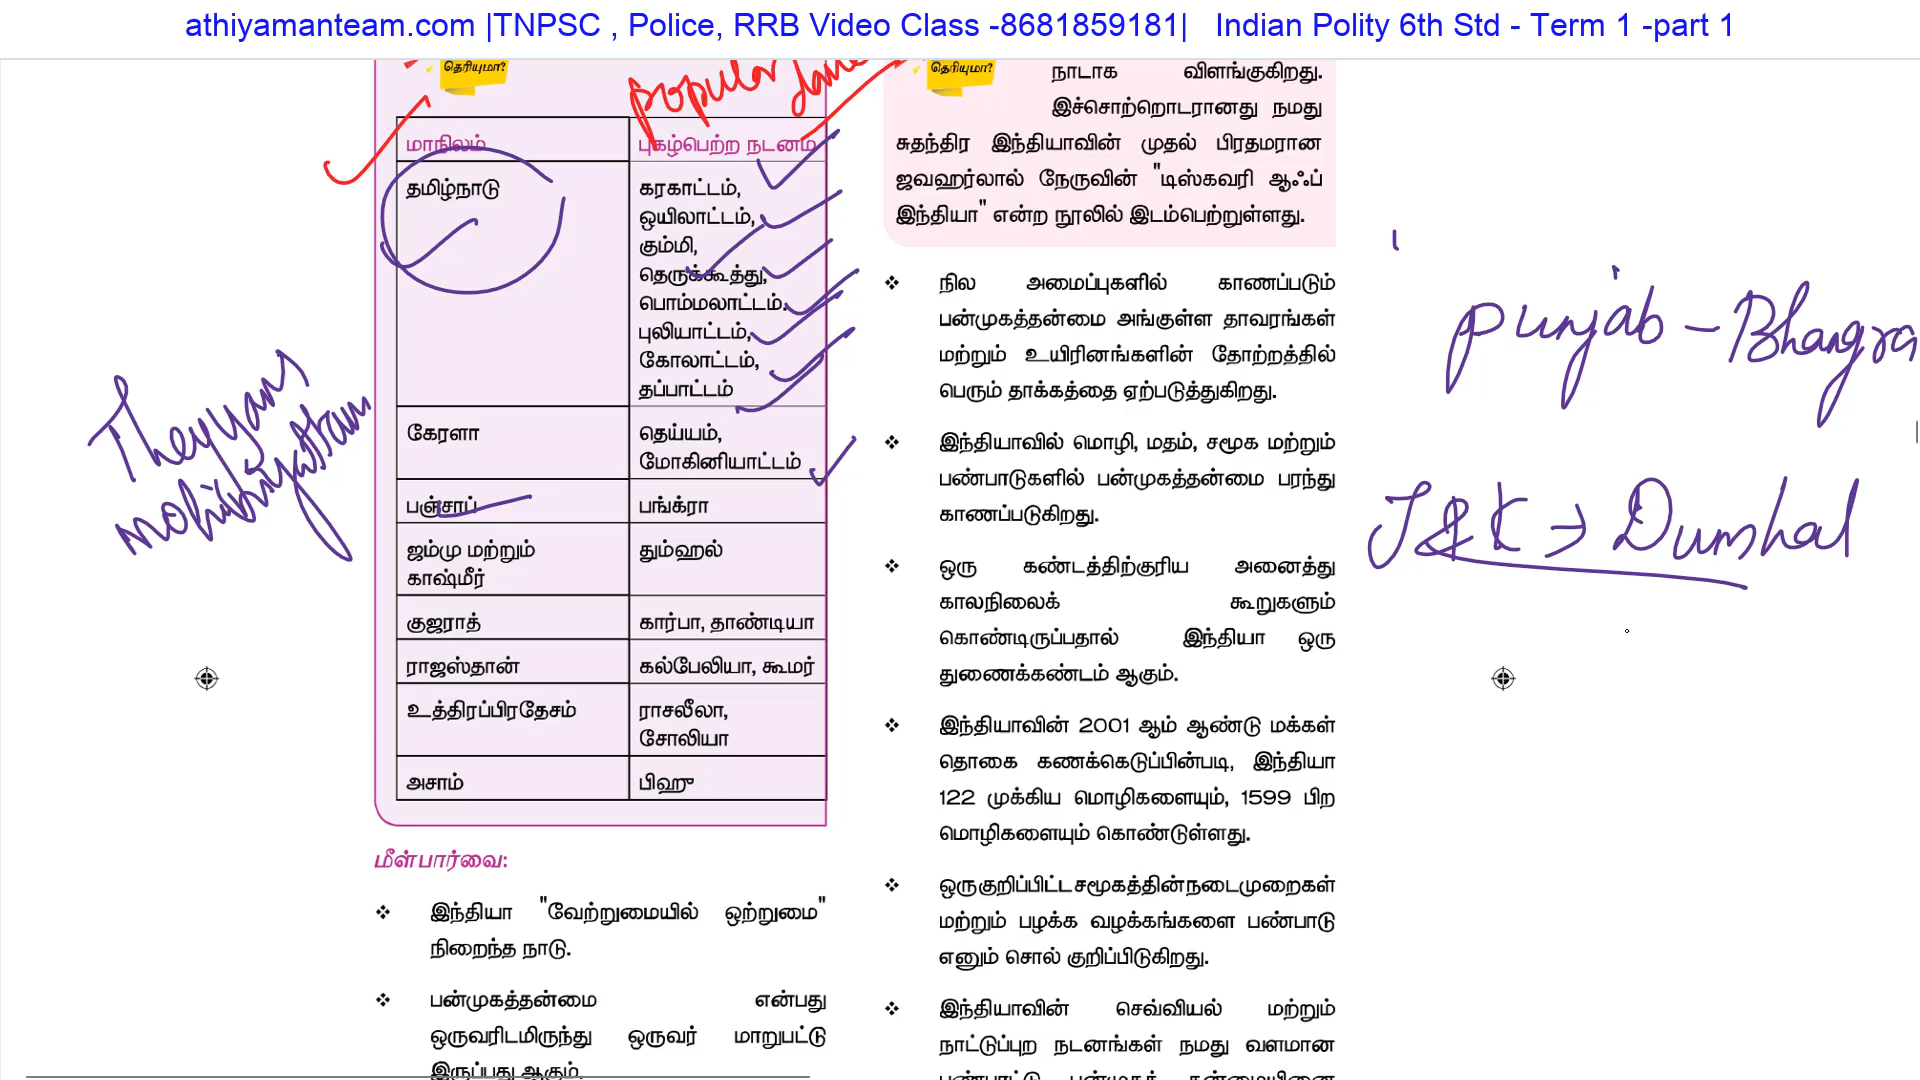 athiyamanteam.com |TNPSC , Police, RRB Video Class -8681859181|   Indian Polity 6th Std - Term 1 -part 1
தெரியுமா?
popular
மாநிலம் புகழ்பெற்ற நடனம்
தமிழ்நாடு கரகாட்டம்,
ஒயிலாட்டம்,
கும்மி,
தெருக்கூத்து,
பொம்மலாட்டம்.
புலியாட்டம்,
கோலாட்டம்,
தப்பாட்டம்
கேரளா தெய்யம்,
மோகினியாட்டம்
பஞ்சாப் பங்க்ரா
ஜம்மு மற்றும் தும்ஹல்
காஷ்மீர்
குஜராத் கார்பா, தாண்டியா
ராஜஸ்தான் கல்பேலியா, கூமர்
உத்திரப்பிரதேசம் ராசலீலா,
சோலியா
அசாம் பிஹு
Theyyam
மீள்பார்வை:
❖ இந்தியா "வேற்றுமையில் ஒற்றுமை"
நிறைந்த நாடு.
❖ பன்முகத்தன்மை என்பது
ஒருவரிடமிருந்து ஒருவர் மாறுபட்டு
இருப்பது ஆகும்.
தெரியுமா?
நாடாக விளங்குகிறது.
இச்சொற்றொடரானது நமது
சுதந்திர இந்தியாவின் முதல் பிரதமரான
ஜவஹர்லால் நேருவின் "டிஸ்கவரி ஆஃப்
இந்தியா" என்ற நூலில் இடம்பெற்றுள்ளது.
❖ நில அமைப்புகளில் காணப்படும்
பன்முகத்தன்மை அங்குள்ள தாவரங்கள்
மற்றும் உயிரினங்களின் தோற்றத்தில்
பெரும் தாக்கத்தை ஏற்படுத்துகிறது.
❖ இந்தியாவில் மொழி, மதம், சமூக மற்றும்
பண்பாடுகளில் பன்முகத்தன்மை பரந்து
காணப்படுகிறது.
❖ ஒரு கண்டத்திற்குரிய அனைத்து
காலநிலைக் கூறுகளும்
கொண்டிருப்பதால் இந்தியா ஒரு
துணைக்கண்டம் ஆகும்.
❖ இந்தியாவின் 2001 ஆம் ஆண்டு மக்கள்
தொகை கணக்கெடுப்பின்படி, இந்தியா
122 முக்கிய மொழிகளையும், 1599 பிற
மொழிகளையும் கொண்டுள்ளது.
❖ ஒரு குறிப்பிட்ட சமூகத்தின் நடைமுறைகள்
மற்றும் பழக்க வழக்கங்களை பண்பாடு
எனும் சொல் குறிப்பிடுகிறது.
❖ இந்தியாவின் செவ்வியல் மற்றும்
நாட்டுப்புற நடனங்கள் நமது வளமான
பண்பாட்டு பன்முகத் தன்மையினை
punjab - Bhangra
J&K → Dumhal